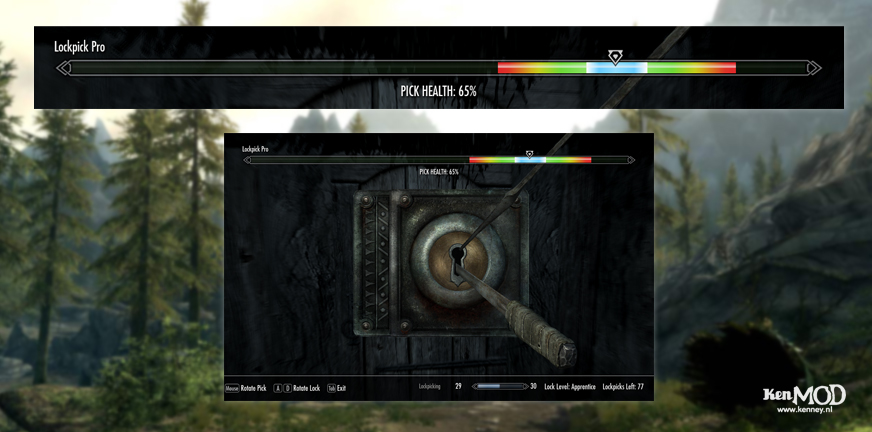 Lockpick Pro
PICK HEALTH: 65%
Lockpick Pro
PICK HEALTH: 65%
Mouse Rotate Pick A D Rotate Lock Tab Exit Lockpicking 29 30 Lock Level: Apprentice Lockpicks Left: 77
KenMOD
www.kenney.nl